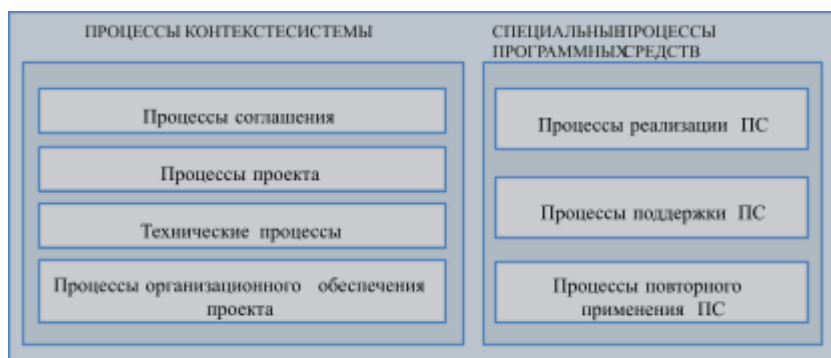 ПРОЦЕССЫ КОНТЕКСТЕСИСТЕМЫ
Процессы соглашения
Процессы проекта
Технические процессы
Процессы организационного обеспечения
проекта
СПЕЦИАЛЬНЫЕПРОЦЕССЫ
ПРОГРАММНЫХСРЕДСТВ
Процессы реализации ПС
Процессы поддержки ПС
Процессы повторного
применения ПС